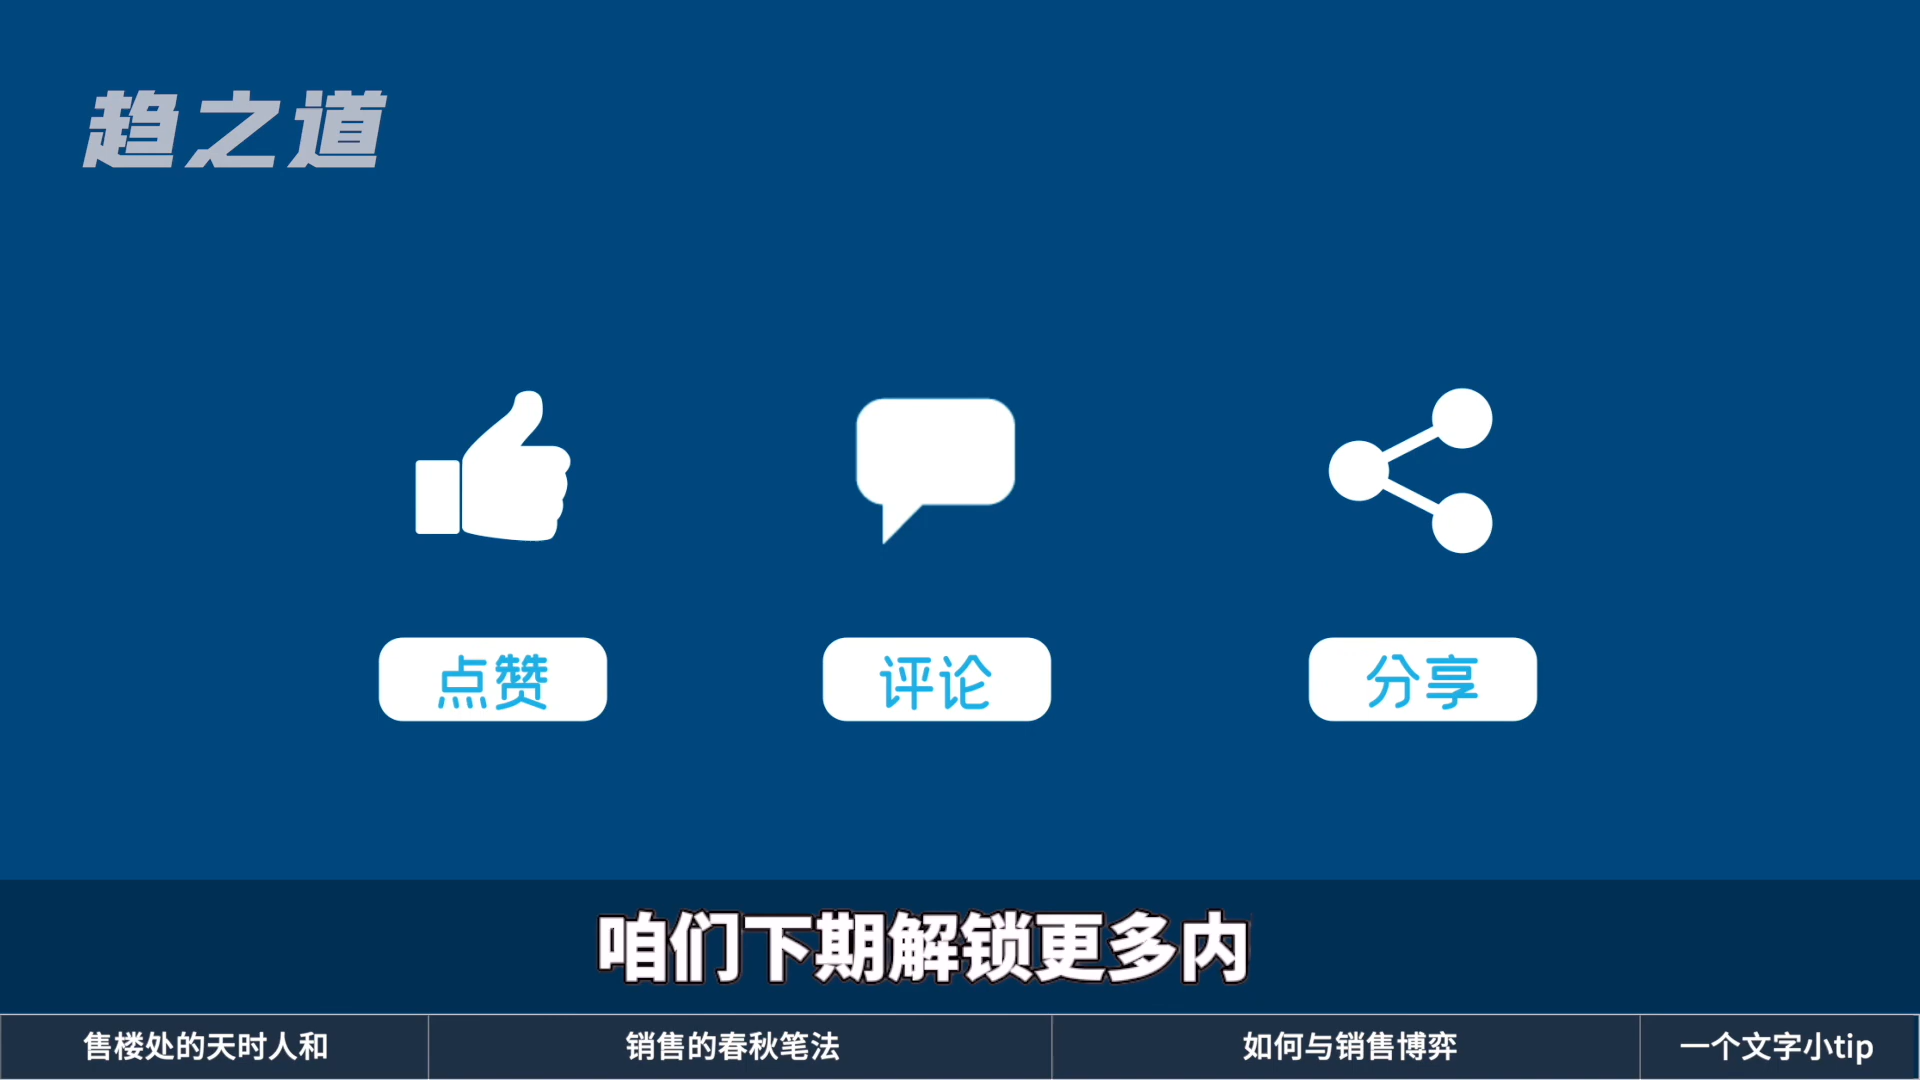 趋之道
点赞
评论
分享
咱们下期解锁更多内
售楼处的天时人和
销售的春秋笔法
如何与销售博弈
一个文字小tip